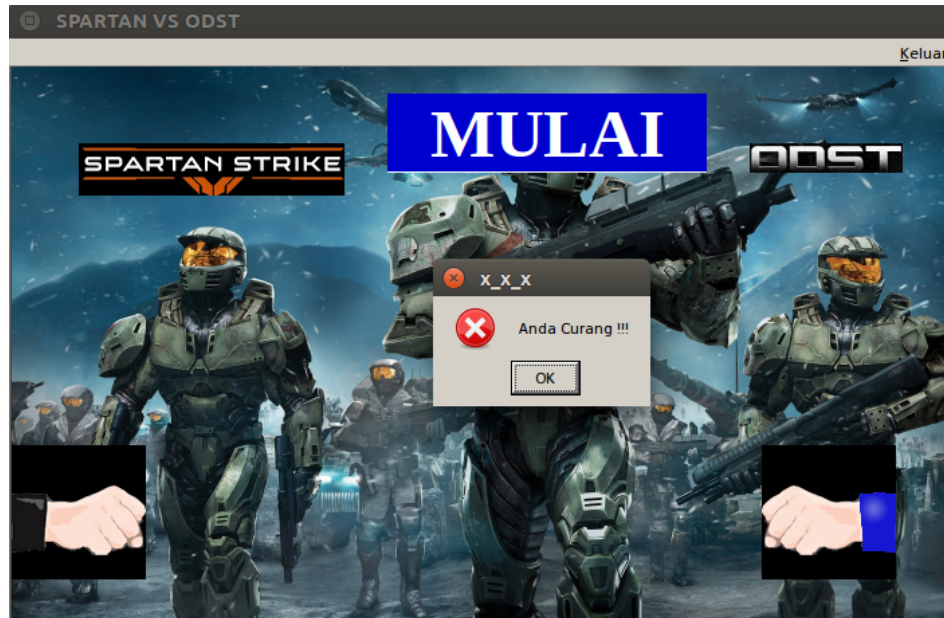 SPARTAN VS ODST
Keluar
SPARTAN STRIKE
MULAI
ODST
X_X_X
Anda Curang !!!
OK